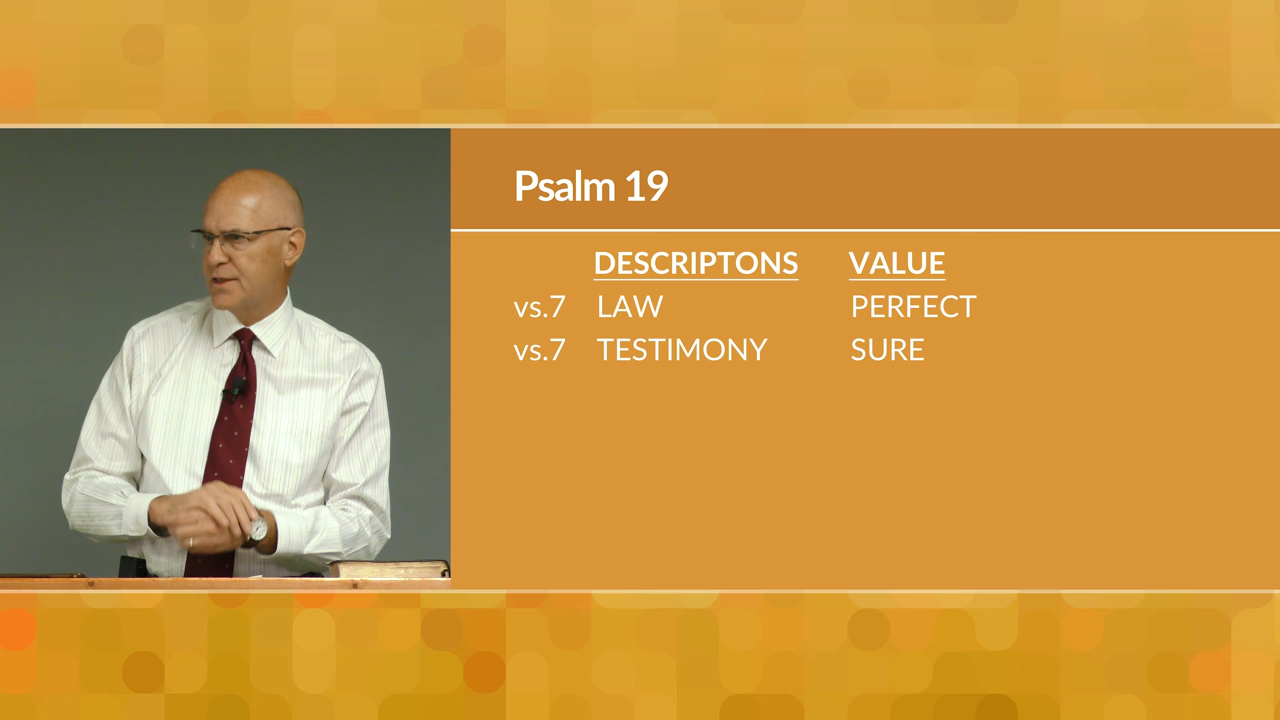 Psalm 19
DESCRIPTONS VALUE
vs.7 LAW PERFECT
vs.7 TESTIMONY SURE